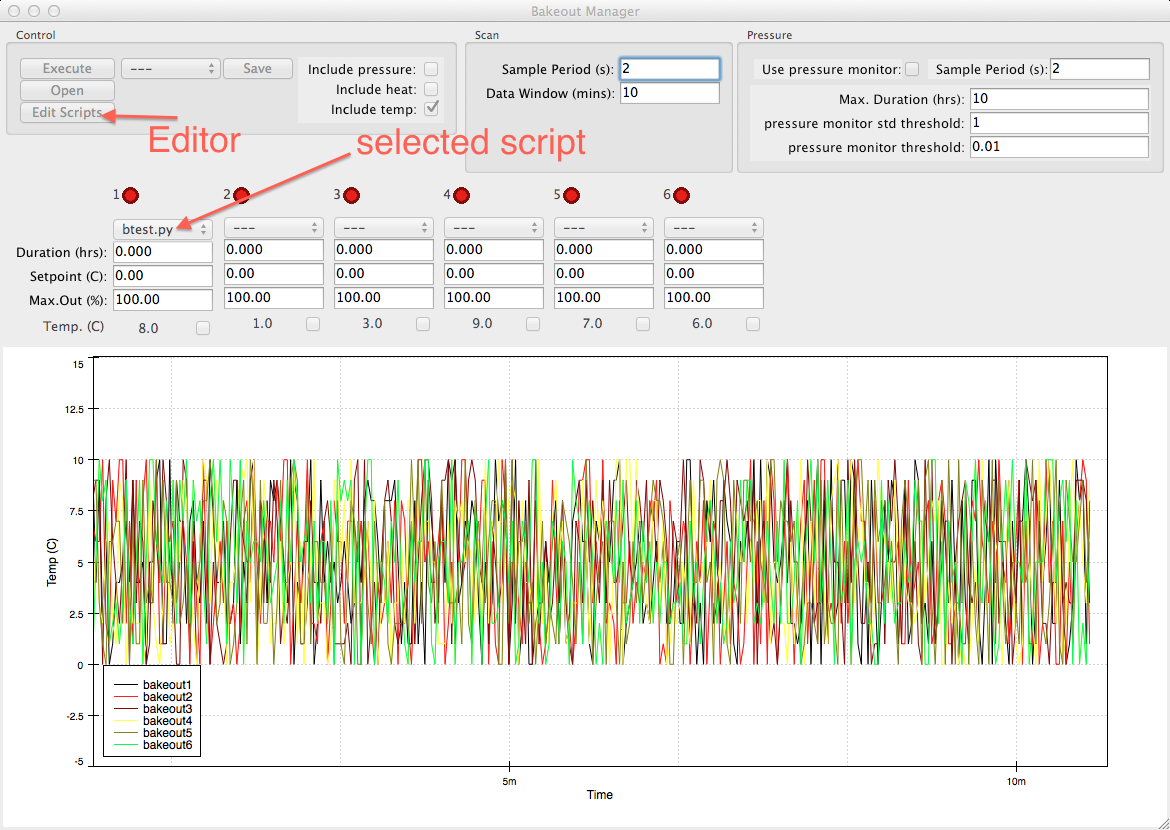 Bakeout Manager
Control
Execute --- Save
Open
Edit Scripts
Include pressure:
Include heat:
Include temp:
Scan
Sample Period (s): 2
Data Window (mins): 10
Pressure
Use pressure monitor: Sample Period (s): 2
Max. Duration (hrs): 10
pressure monitor std threshold: 1
pressure monitor threshold: 0.01
Editor
selected script
1 2 3 4 5 6
btest.py --- --- --- --- ---
Duration (hrs): 0.000 0.000 0.000 0.000 0.000 0.000
Setpoint (C): 0.00 0.00 0.00 0.00 0.00 0.00
Max.Out (%): 100.00 100.00 100.00 100.00 100.00 100.00
Temp. (C) 8.0 1.0 3.0 9.0 7.0 6.0
15
12.5
10
7.5
5
2.5
0
-2.5
-5
Temp (C)
bakeout1
bakeout2
bakeout3
bakeout4
bakeout5
bakeout6
5m 10m
Time